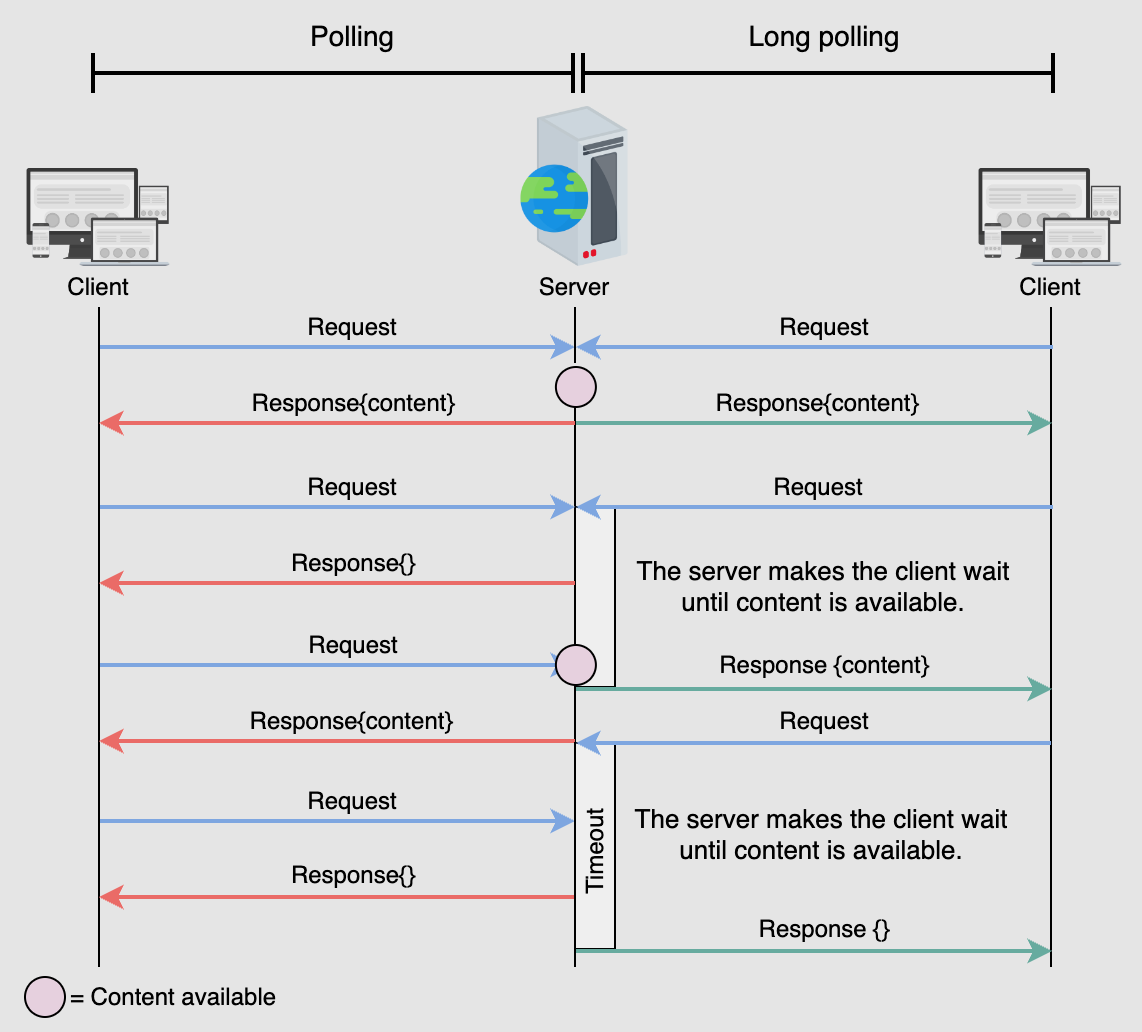 Polling
Long polling
Client
Server
Client
Request
Request
Response{content}
Response{content}
Request
Request
Response{}
The server makes the client wait
until content is available.
Request
Response {content}
Response{content}
Request
Request
Timeout
The server makes the client wait
until content is available.
Response{}
Response {}
= Content available